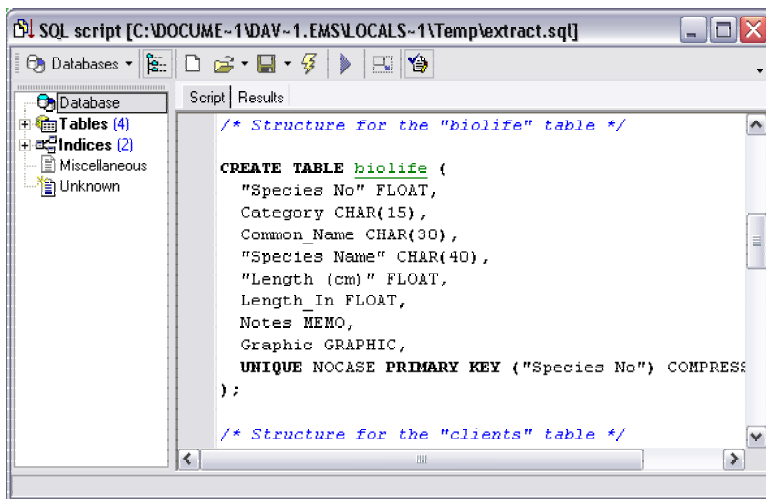 SQL script [C:\DOCUME~1\DAV~1.EMS\LOCALS~1\Temp\extract.sql]
Databases
Database
Tables (4)
Indices (2)
Miscellaneous
Unknown
Script Results
/* Structure for the "biolife" table */
CREATE TABLE biolife (
"Species No" FLOAT,
Category CHAR(15),
Common_Name CHAR(30),
"Species Name" CHAR(40),
"Length (cm)" FLOAT,
Length_In FLOAT,
Notes MEMO,
Graphic GRAPHIC,
UNIQUE NOCASE PRIMARY KEY ("Species No") COMPRESS
);
/* Structure for the "clients" table */